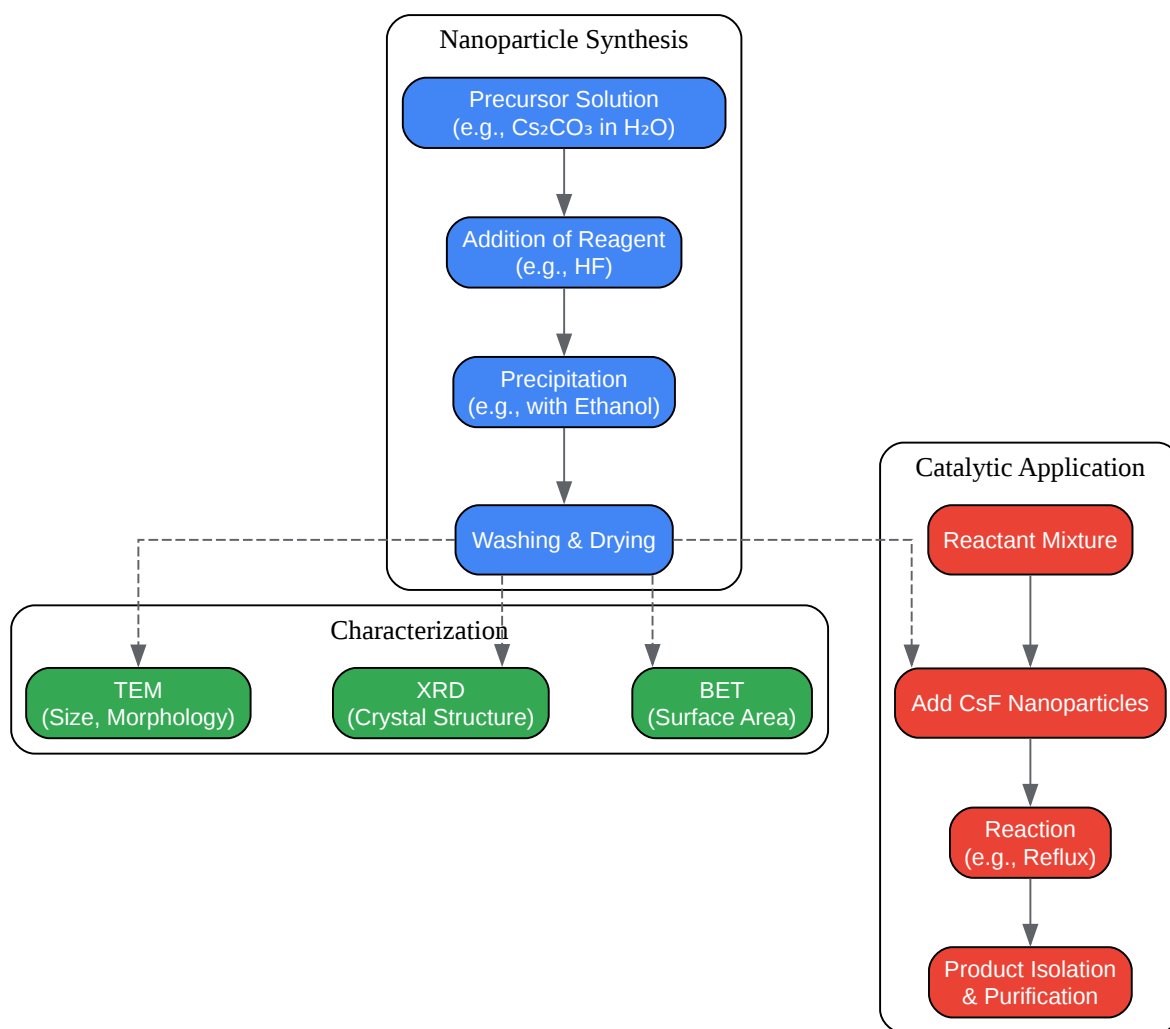 Nanoparticle Synthesis
Precursor Solution
(e.g., Cs₂CO₃ in H₂O)
Addition of Reagent
(e.g., HF)
Precipitation
(e.g., with Ethanol)
Washing & Drying
Characterization
TEM
(Size, Morphology)
XRD
(Crystal Structure)
BET
(Surface Area)
Catalytic Application
Reactant Mixture
Add CsF Nanoparticles
Reaction
(e.g., Reflux)
Product Isolation
& Purification